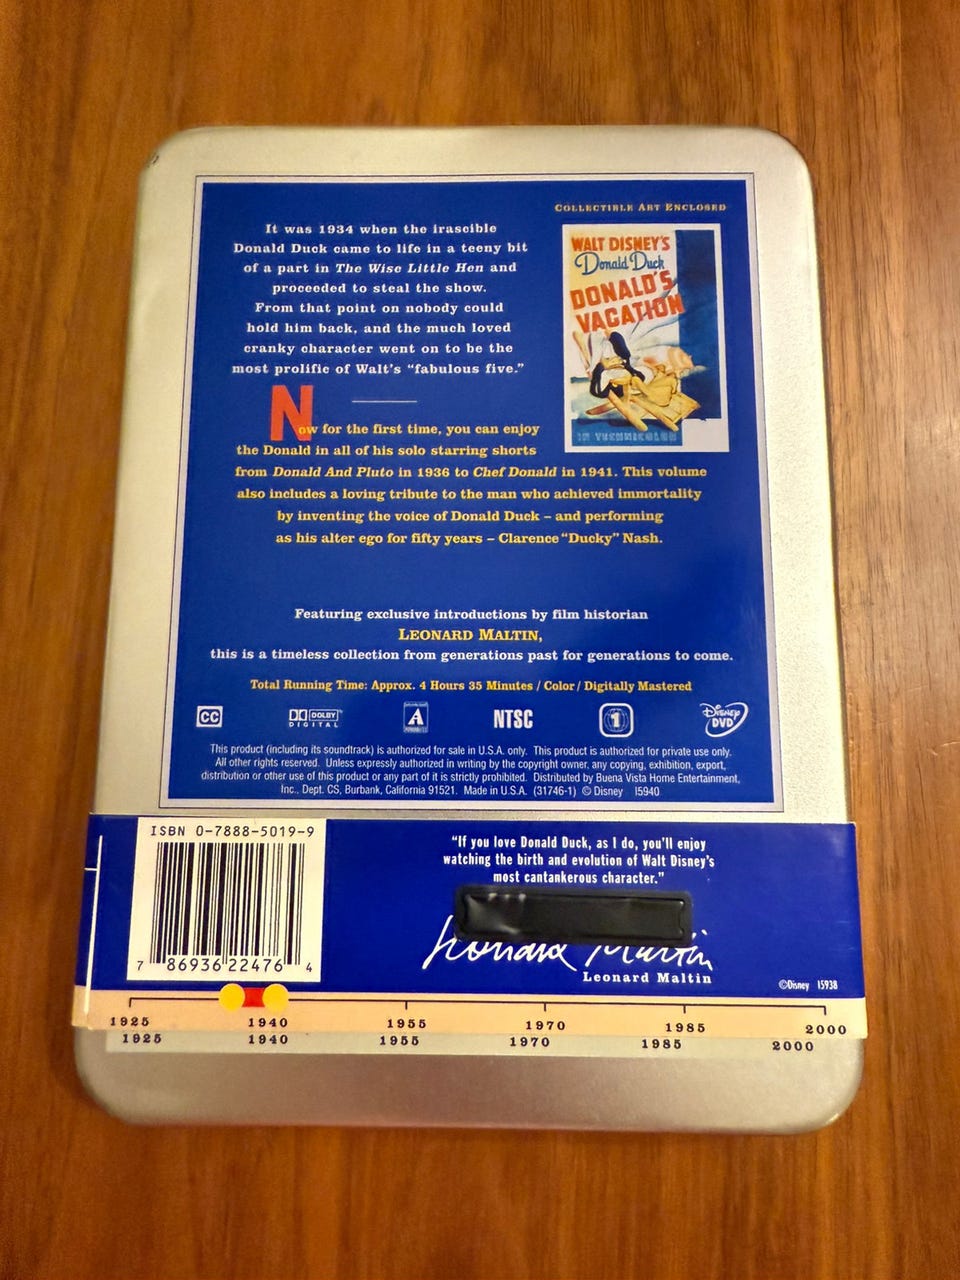 COLLECTIBLE ART ENCLOSED
It was 1934 when the irascible
Donald Duck came to life in a teeny bit
of a part in The Wise Little Hen and
proceeded to steal the show.
From that point on nobody could
hold him back, and the much loved
cranky character went on to be the
most prolific of Walt's “fabulous five.”
WALT DISNEY'S
Donald Duck
DONALD'S
VACATION
IN TECHNICOLOR
Now for the first time, you can enjoy
the Donald in all of his solo starring shorts
from Donald And Pluto in 1936 to Chef Donald in 1941. This volume
also includes a loving tribute to the man who achieved immortality
by inventing the voice of Donald Duck – and performing
as his alter ego for fifty years – Clarence “Ducky” Nash.
Featuring exclusive introductions by film historian
LEONARD MALTIN,
this is a timeless collection from generations past for generations to come.
Total Running Time: Approx. 4 Hours 35 Minutes / Color / Digitally Mastered
CC
DOLBY
DIGITAL
A
NTSC
1
DISNEY
DVD
This product (including its soundtrack) is authorized for sale in U.S.A. only. This product is authorized for private use only.
All other rights reserved. Unless expressly authorized in writing by the copyright owner, any copying, exhibition, export,
distribution or other use of this product or any part of it is strictly prohibited. Distributed by Buena Vista Home Entertainment,
Inc., Dept. CS, Burbank, California 91521. Made in U.S.A. (31746-1) © Disney 15940
ISBN 0-7888-5019-9
7 86936 22476 4
“If you love Donald Duck, as I do, you'll enjoy
watching the birth and evolution of Walt Disney's
most cantankerous character.”
Leonard Maltin
Leonard Maltin
©Disney 15938
1925 1940 1955 1970 1985 2000
1925 1940 1955 1970 1985 2000